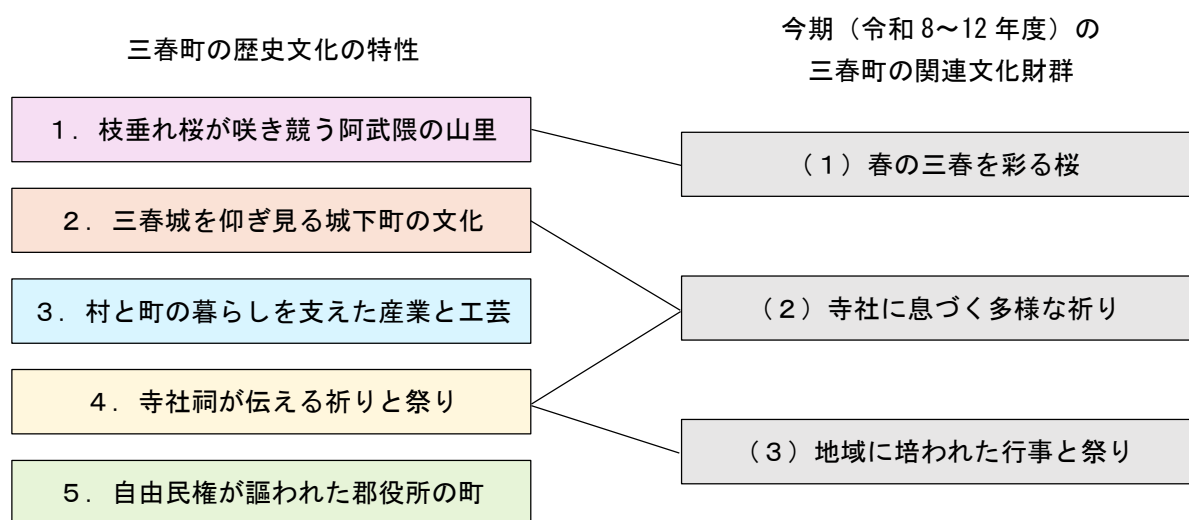 三春町の歴史文化の特性
１．枝垂れ桜が咲き競う阿武隈の山里
２．三春城を仰ぎ見る城下町の文化
３．村と町の暮らしを支えた産業と工芸
４．寺社祠が伝える祈りと祭り
５．自由民権が謳われた郡役所の町
今期（令和 8～12 年度）の
三春町の関連文化財群
（１）春の三春を彩る桜
（２）寺社に息づく多様な祈り
（３）地域に培われた行事と祭り